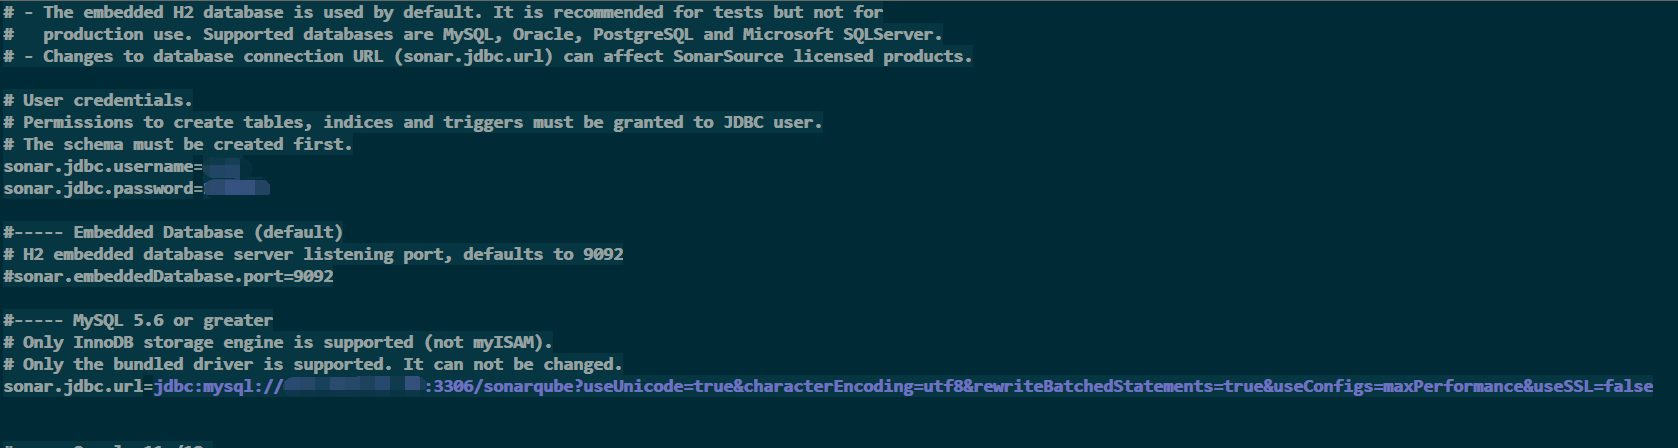 # - The embedded H2 database is used by default. It is recommended for tests but not for
#   production use. Supported databases are MySQL, Oracle, PostgreSQL and Microsoft SQLServer.
# - Changes to database connection URL (sonar.jdbc.url) can affect SonarSource licensed products.
# User credentials.
# Permissions to create tables, indices and triggers must be granted to JDBC user.
# The schema must be created first.
sonar.jdbc.username=
sonar.jdbc.password=
#----- Embedded Database (default)
# H2 embedded database server listening port, defaults to 9092
#sonar.embeddedDatabase.port=9092
#----- MySQL 5.6 or greater
# Only InnoDB storage engine is supported (not myISAM).
# Only the bundled driver is supported. It can not be changed.
sonar.jdbc.url=jdbc:mysql:// :3306/sonarqube?useUnicode=true&characterEncoding=utf8&rewriteBatchedStatements=true&useConfigs=maxPerformance&useSSL=false